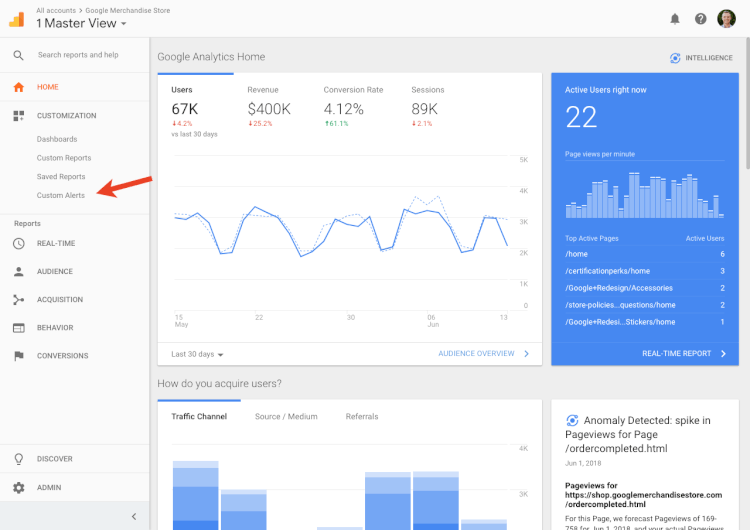 All accounts > Google Merchandise Store
1 Master View
Search reports and help
HOME
CUSTOMIZATION
Dashboards
Custom Reports
Saved Reports
Custom Alerts
Reports
REAL-TIME
AUDIENCE
ACQUISITION
BEHAVIOR
CONVERSIONS
DISCOVER
ADMIN
Google Analytics Home
INTELLIGENCE
Users
67K
4.2%
vs last 30 days
Revenue
$400K
25.2%
Conversion Rate
4.12%
61.1%
Sessions
89K
2.1%
5K
4K
3K
2K
1K
0
15 May
22
30
06 Jun
13
Last 30 days
AUDIENCE OVERVIEW
Active Users right now
22
Page views per minute
Top Active Pages Active Users
/home 6
/certificationperks/home 3
/Google+Redesign/Accessories 2
/store-policies...questions/home 2
/Google+Redesi...Stickers/home 1
REAL-TIME REPORT
How do you acquire users?
Traffic Channel
Source / Medium
Referrals
4K
3K
Anomaly Detected: spike in
Pageviews for Page
/ordercompleted.html
Jun 1, 2018
Pageviews for
https://shop.googlemerchandisestore.com
/ordercompleted.html
For this Page, we forecast Pageviews of 169-
758 for Jun 1, 2018, and your actual Pageviews